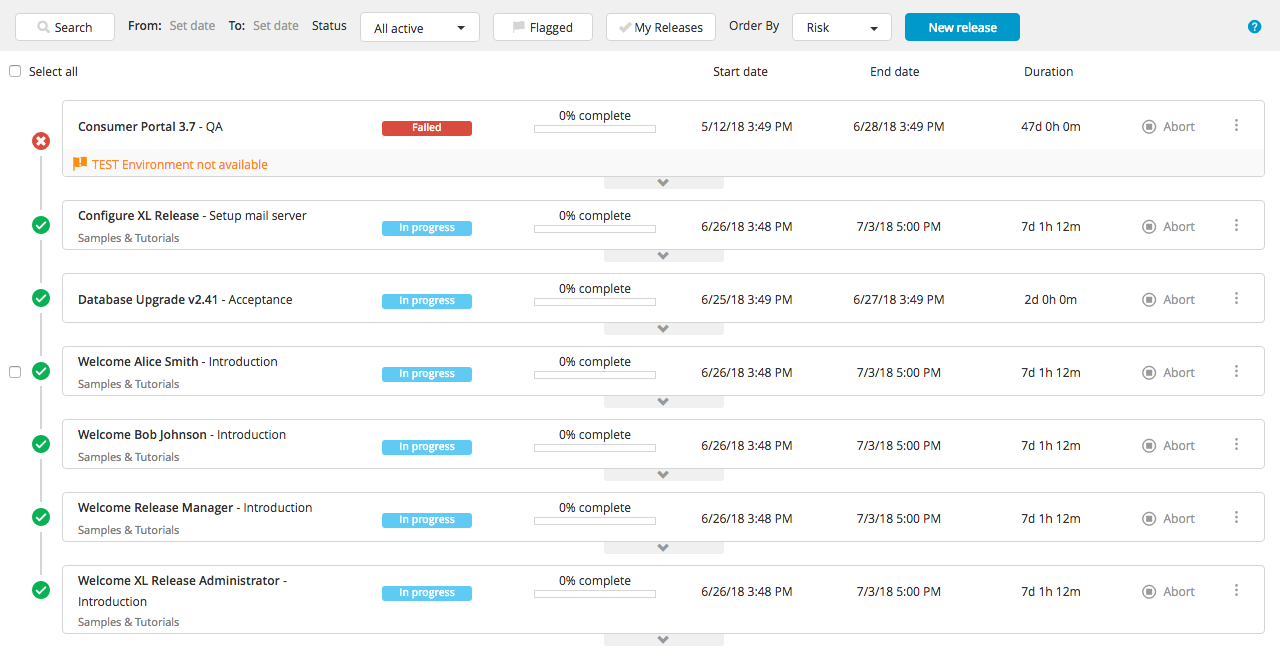 Search From: Set date To: Set date Status All active Flagged My Releases Order By Risk New release ?
Select all Start date End date Duration
Consumer Portal 3.7 - QA Failed 0% complete 5/12/18 3:49 PM 6/28/18 3:49 PM 47d 0h 0m Abort
TEST Environment not available
Configure XL Release - Setup mail server In progress 0% complete 6/26/18 3:48 PM 7/3/18 5:00 PM 7d 1h 12m Abort
Samples & Tutorials
Database Upgrade v2.41 - Acceptance In progress 0% complete 6/25/18 3:49 PM 6/27/18 3:49 PM 2d 0h 0m Abort
Welcome Alice Smith - Introduction In progress 0% complete 6/26/18 3:48 PM 7/3/18 5:00 PM 7d 1h 12m Abort
Samples & Tutorials
Welcome Bob Johnson - Introduction In progress 0% complete 6/26/18 3:48 PM 7/3/18 5:00 PM 7d 1h 12m Abort
Samples & Tutorials
Welcome Release Manager - Introduction In progress 0% complete 6/26/18 3:48 PM 7/3/18 5:00 PM 7d 1h 12m Abort
Samples & Tutorials
Welcome XL Release Administrator - In progress 0% complete 6/26/18 3:48 PM 7/3/18 5:00 PM 7d 1h 12m Abort
Introduction
Samples & Tutorials